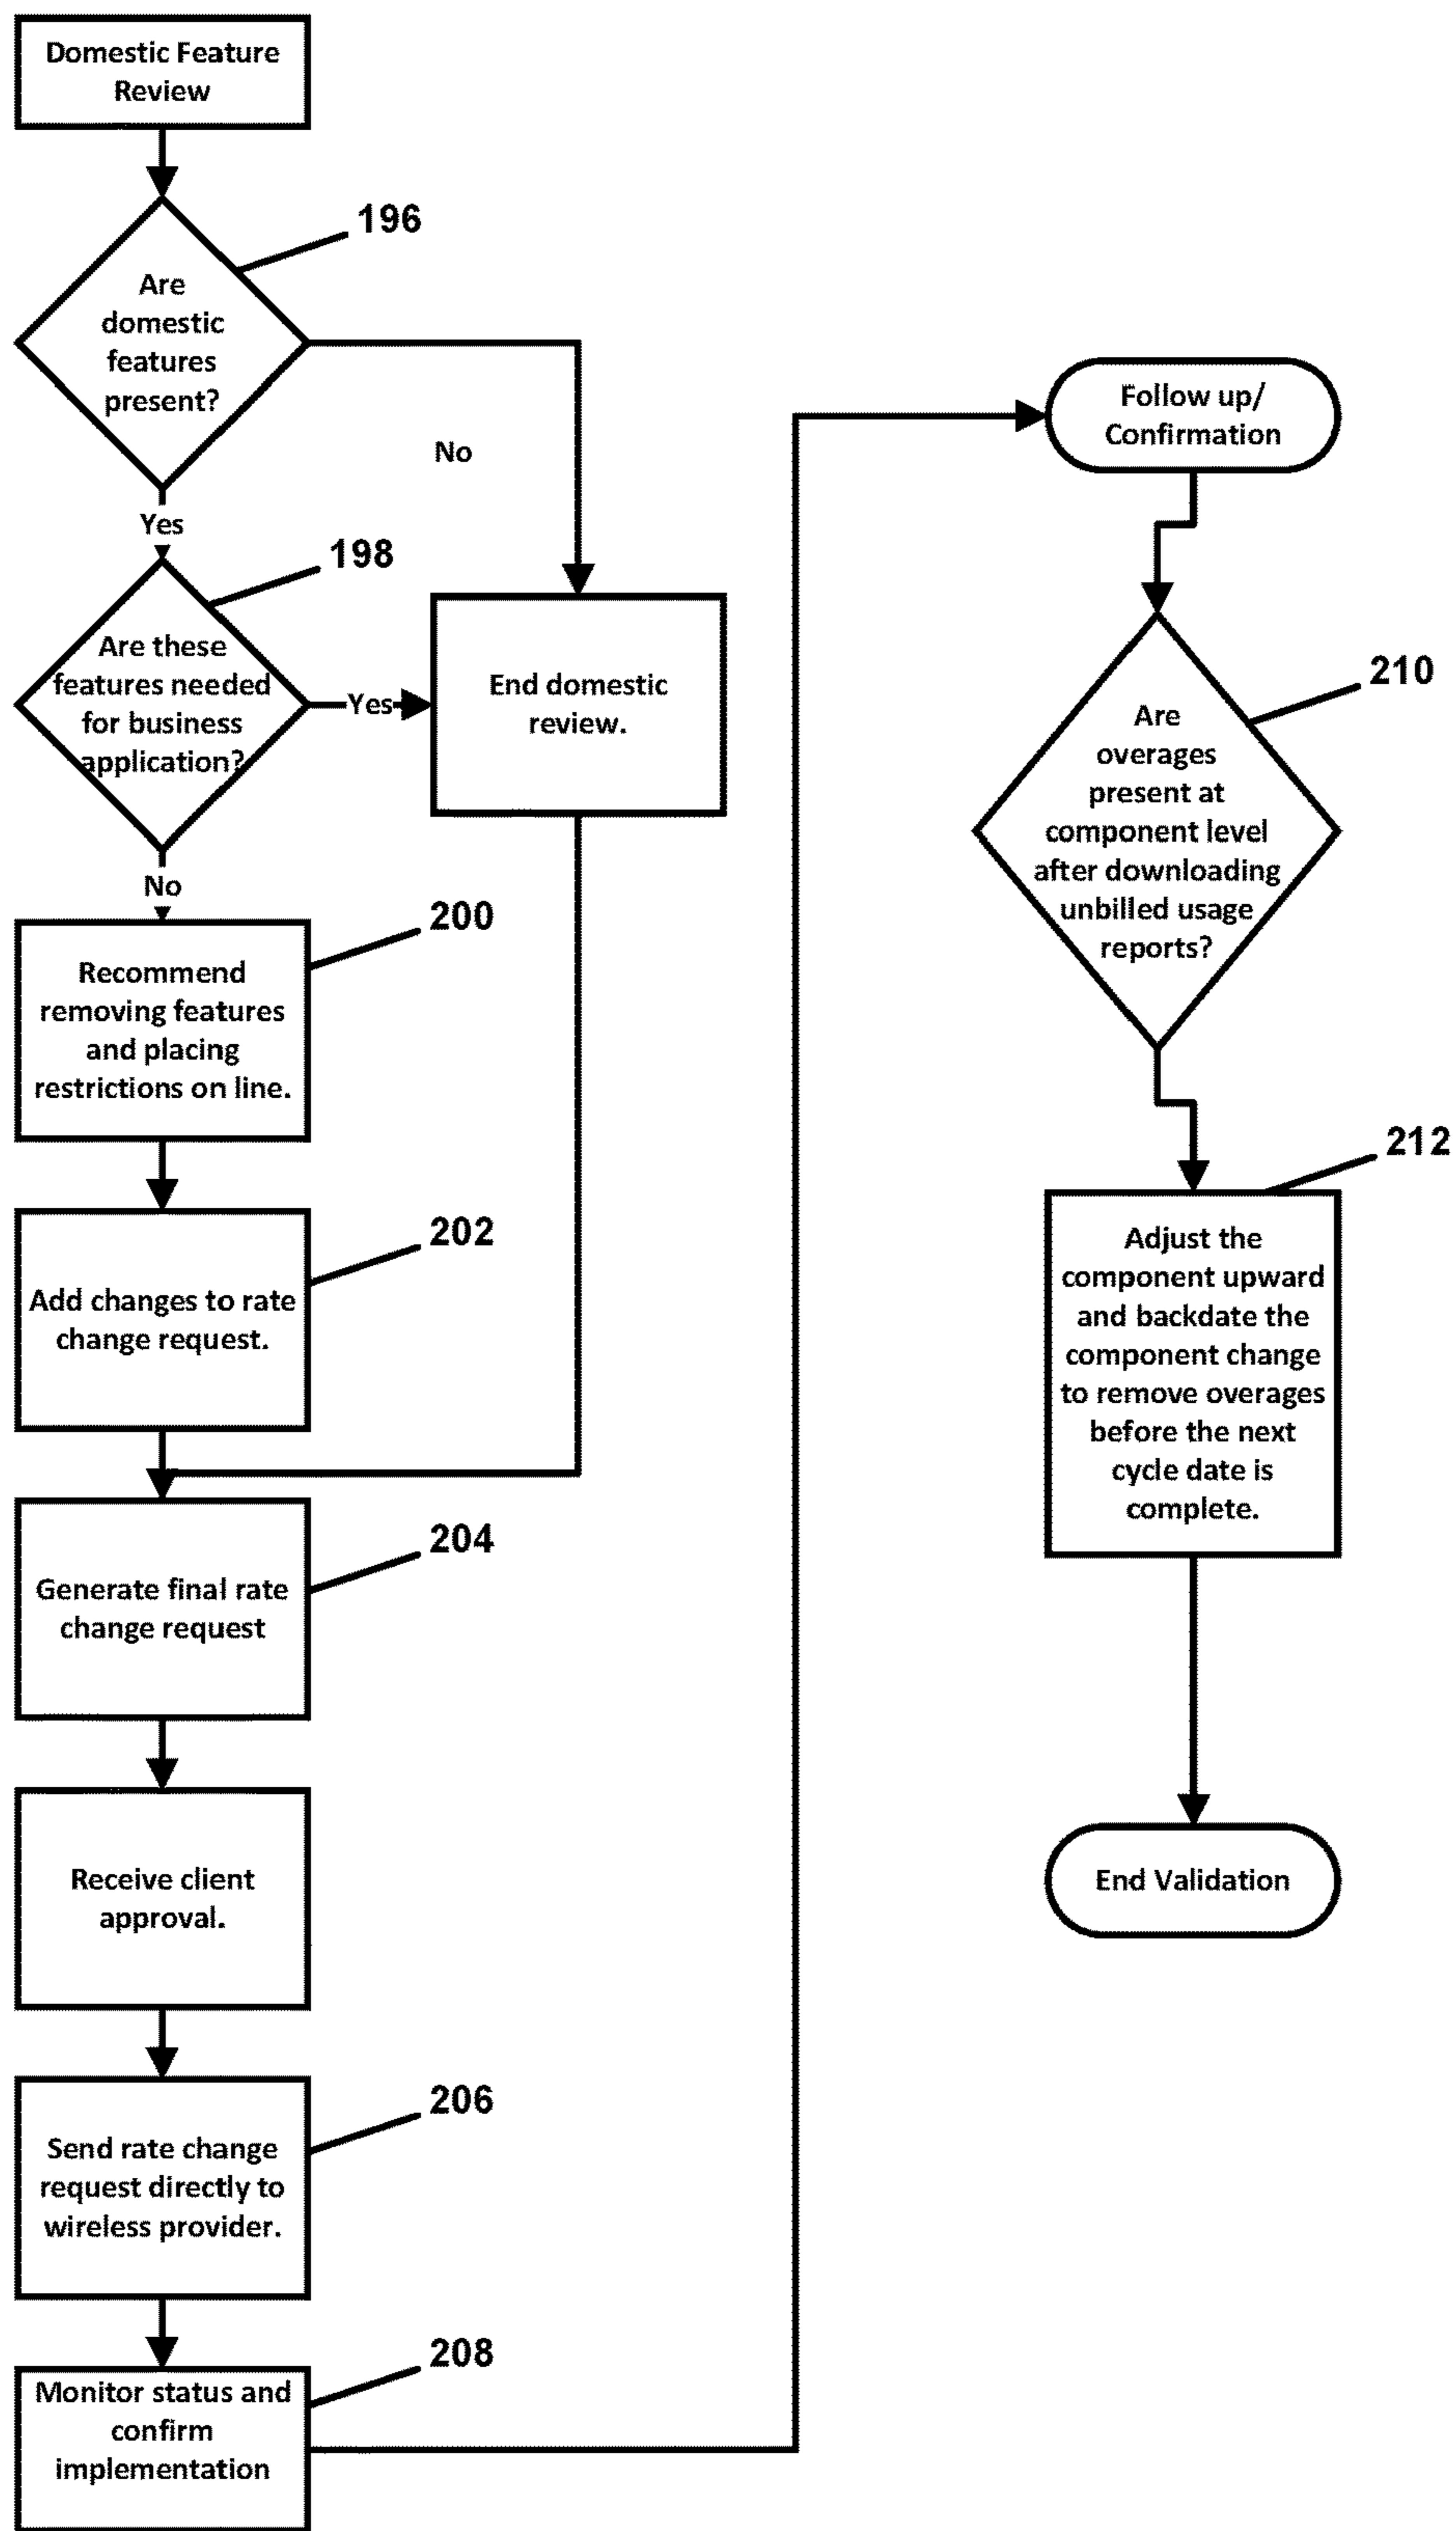 Domestic Feature
Review
196
Are
domestic
features
present?
No
Yes
198
Are these
features needed
for business
application?
Yes
End domestic
review.
No
200
Recommend
removing features
and placing
restrictions on line.
202
Add changes to rate
change request.
204
Generate final rate
change request
Receive client
approval.
206
Send rate change
request directly to
wireless provider.
208
Monitor status and
confirm
implementation
Follow up/
Confirmation
210
Are
overages
present at
component level
after downloading
unbilled usage
reports?
212
Adjust the
component upward
and backdate the
component change
to remove overages
before the next
cycle date is
complete.
End Validation